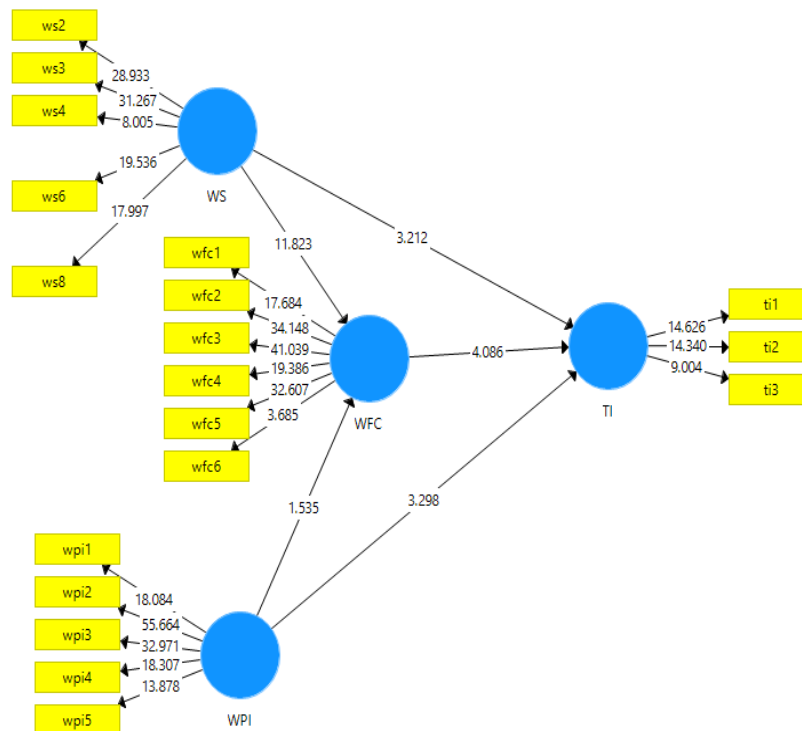 ws2
ws3
ws4
ws6
ws8
28.933
31.267
8.005
19.536
17.997
WS
11.823
3.212
wfc1
wfc2
wfc3
wfc4
wfc5
wfc6
17.684
34.148
41.039
19.386
32.607
3.685
WFC
4.086
ti1
ti2
ti3
14.626
14.340
9.004
TI
1.535
3.298
wpi1
wpi2
wpi3
wpi4
wpi5
18.084
55.664
32.971
18.307
13.878
WPI